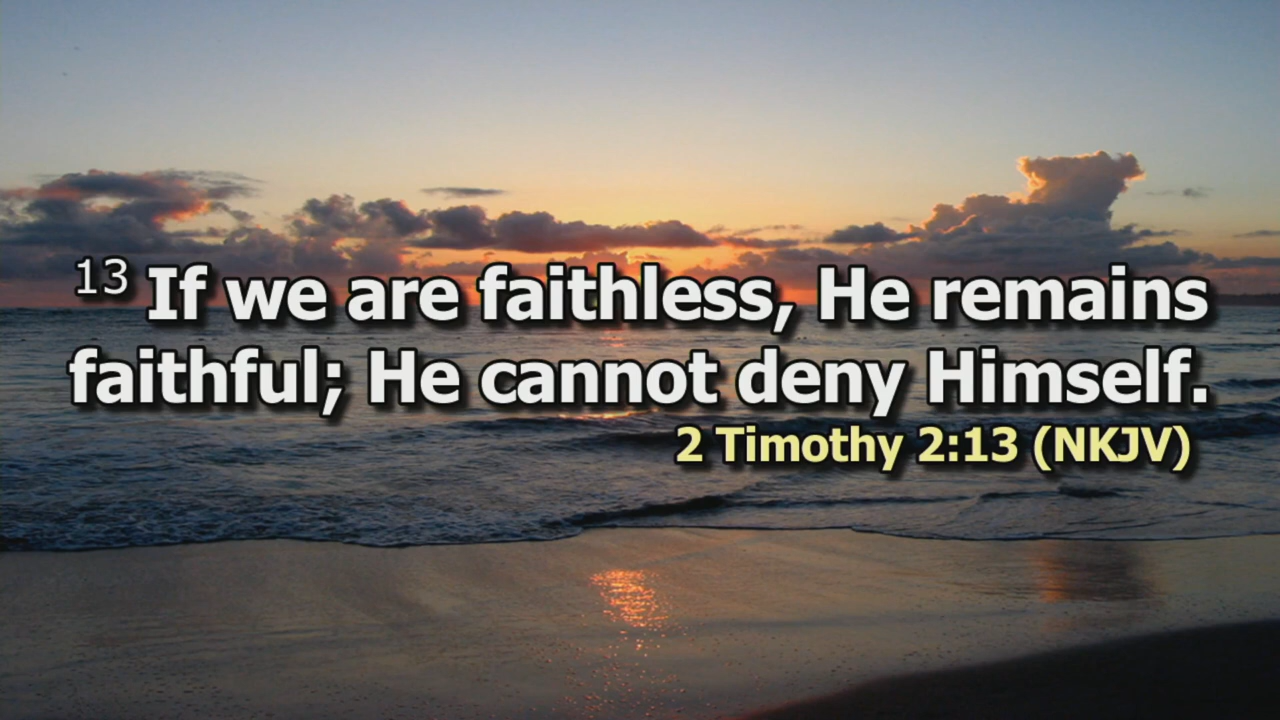 13 If we are faithless, He remains
faithful; He cannot deny Himself.
2 Timothy 2:13 (NKJV)